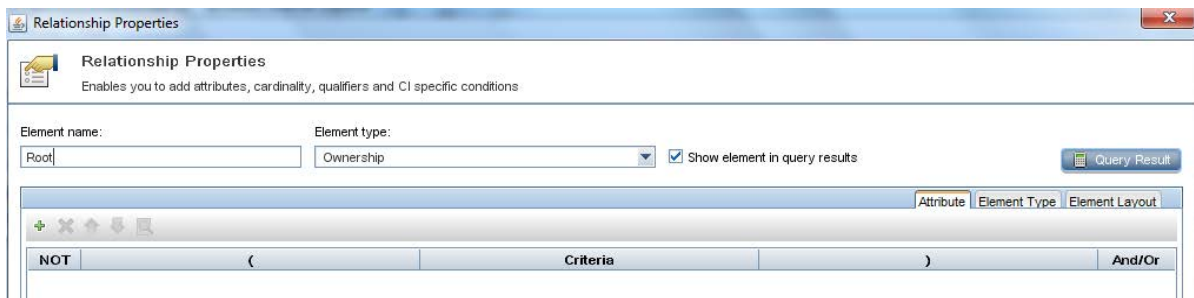 Relationship Properties
Relationship Properties
Enables you to add attributes, cardinality, qualifiers and CI specific conditions
Element name: Element type:
Root Ownership Show element in query results Query Result
Attribute Element Type Element Layout
NOT ( Criteria ) And/Or